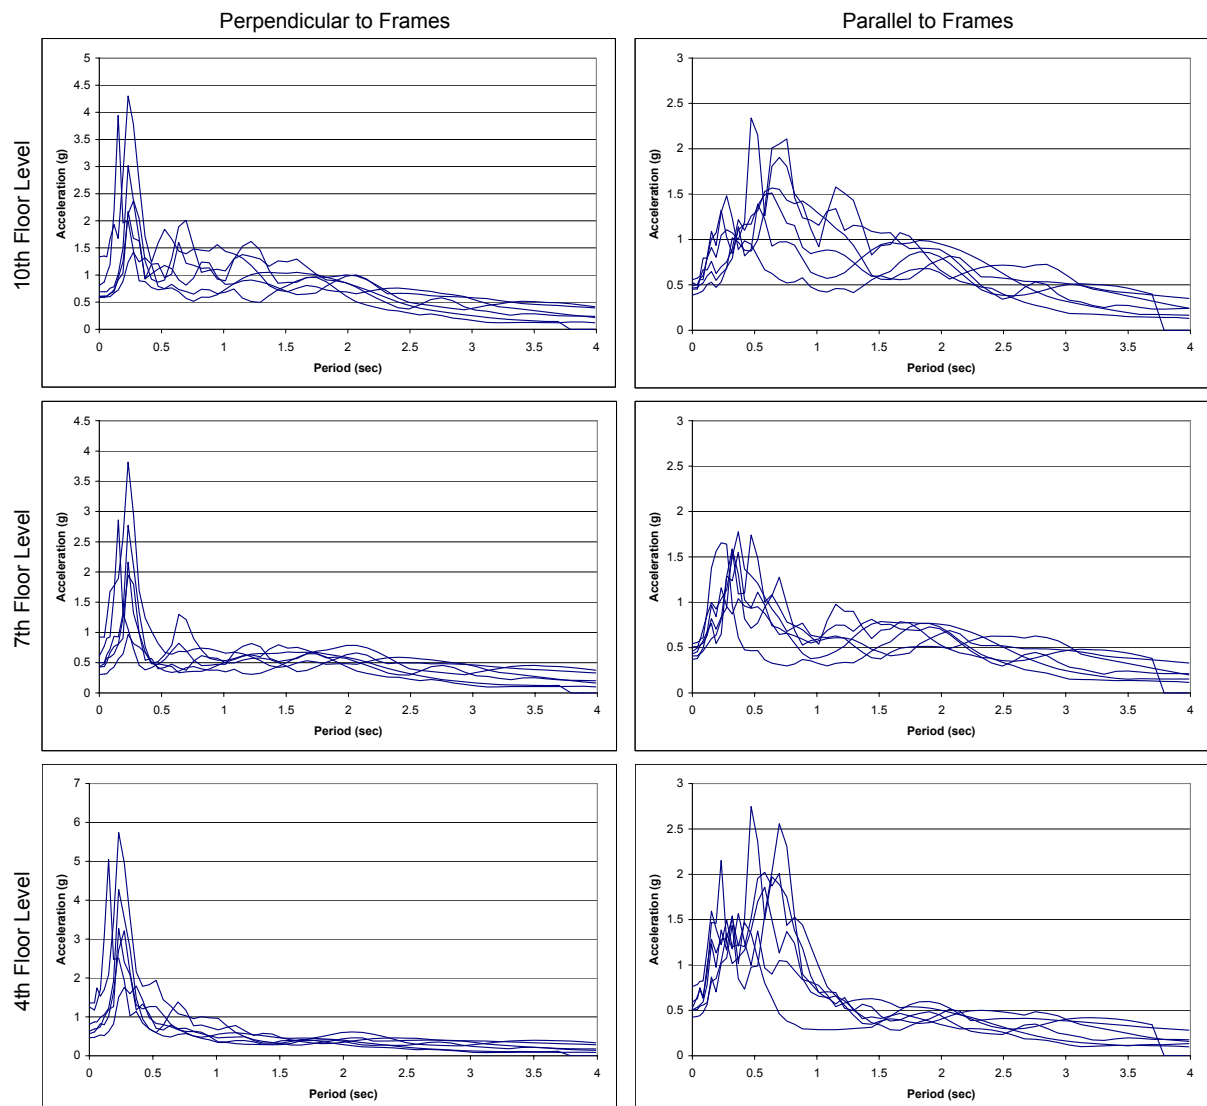 Perpendicular to Frames
Parallel to Frames
10th Floor Level
5
4.5
4
3.5
3
2.5
2
1.5
1
0.5
0
Acceleration (g)
0 0.5 1 1.5 2 2.5 3 3.5 4
Period (sec)
3
2.5
2
1.5
1
0.5
0
Acceleration (g)
0 0.5 1 1.5 2 2.5 3 3.5 4
Period (sec)
7th Floor Level
4.5
4
3.5
3
2.5
2
1.5
1
0.5
0
Acceleration (g)
0 0.5 1 1.5 2 2.5 3 3.5 4
Period (sec)
3
2.5
2
1.5
1
0.5
0
Acceleration (g)
0 0.5 1 1.5 2 2.5 3 3.5 4
Period (sec)
4th Floor Level
7
6
5
4
3
2
1
0
Acceleration (g)
0 0.5 1 1.5 2 2.5 3 3.5 4
Period (sec)
3
2.5
2
1.5
1
0.5
0
Acceleration (g)
0 0.5 1 1.5 2 2.5 3 3.5 4
Period (sec)